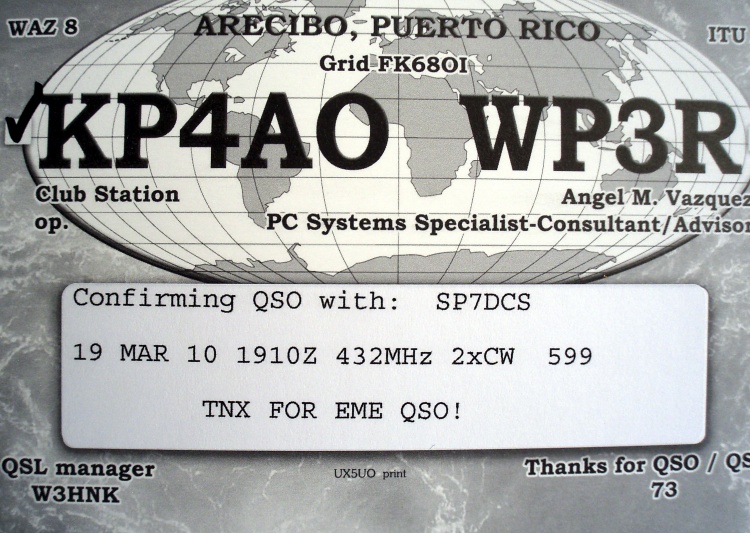 WAZ 8
ARECIBO, PUERTO RICO
ITU
Grid FK68OI
KP4AO WP3R
Club Station
Angel M. Vazquez
op.
PC Systems Specialist-Consultant/Advisor
Confirming QSO with: SP7DCS
19 MAR 10 1910Z 432MHz 2xCW 599
TNX FOR EME QSO!
QSL manager
W3HNK
UX5UO print
Thanks for QSO / QS
73